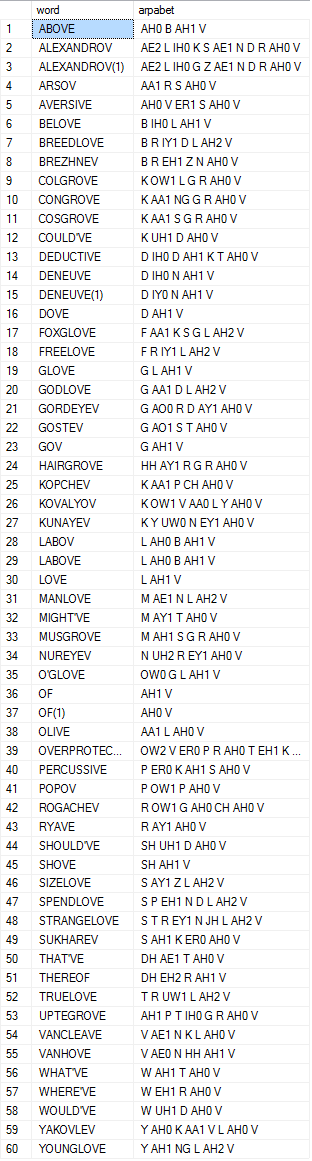 word arpabet
1 ABOVE AH0 B AH1 V
2 ALEXANDROV AE2 L IH0 K S AE1 N D R AH0 V
3 ALEXANDROV(1) AE2 L IH0 G Z AE1 N D R AH0 V
4 ARSOV AA1 R S AH0 V
5 AVERSIVE AH0 V ER1 S AH0 V
6 BELOVE B IH0 L AH1 V
7 BREEDLOVE B R IY1 D L AH2 V
8 BREZHNEV B R EH1 Z N AH0 V
9 COLGROVE K OW1 L G R AH0 V
10 CONGROVE K AA1 NG G R AH0 V
11 COSGROVE K AA1 S G R AH0 V
12 COULD'VE K UH1 D AH0 V
13 DEDUCTIVE D IH0 D AH1 K T AH0 V
14 DENEUVE D IH0 N AH1 V
15 DENEUVE(1) D IY0 N AH1 V
16 DOVE D AH1 V
17 FOXGLOVE F AA1 K S G L AH2 V
18 FREELOVE F R IY1 L AH2 V
19 GLOVE G L AH1 V
20 GODLOVE G AA1 D L AH2 V
21 GORDEYEV G AO0 R D AY1 AH0 V
22 GOSTEV G AO1 S T AH0 V
23 GOV G AH1 V
24 HAIRGROVE HH AY1 R G R AH0 V
25 KOPCHEV K AA1 P CH AH0 V
26 KOVALYOV K OW1 V AA0 L Y AH0 V
27 KUNAYEV K Y UW0 N EY1 AH0 V
28 LABOV L AH0 B AH1 V
29 LABOVE L AH0 B AH1 V
30 LOVE L AH1 V
31 MANLOVE M AE1 N L AH2 V
32 MIGHT'VE M AY1 T AH0 V
33 MUSGROVE M AH1 S G R AH0 V
34 NUREYEV N UH2 R EY1 AH0 V
35 O'GLOVE OW0 G L AH1 V
36 OF AH1 V
37 OF(1) AH0 V
38 OLIVE AA1 L AH0 V
39 OVERPROTEC... OW2 V ER0 P R AH0 T EH1 K ...
40 PERCUSSIVE P ER0 K AH1 S AH0 V
41 POPOV P OW1 P AH0 V
42 ROGACHEV R OW1 G AH0 CH AH0 V
43 RYAVE R AY1 AH0 V
44 SHOULD'VE SH UH1 D AH0 V
45 SHOVE SH AH1 V
46 SIZELOVE S AY1 Z L AH2 V
47 SPENDLOVE S P EH1 N D L AH2 V
48 STRANGELOVE S T R EY1 N JH L AH2 V
49 SUKHAREV S AH1 K ER0 AH0 V
50 THAT'VE DH AE1 T AH0 V
51 THEREOF DH EH2 R AH1 V
52 TRUELOVE T R UW1 L AH2 V
53 UPTEGROVE AH1 P T IH0 G R AH0 V
54 VANCLEAVE V AE1 N K L AH0 V
55 VANHOVE V AE0 N HH AH1 V
56 WHAT'VE W AH1 T AH0 V
57 WHERE'VE W EH1 R AH0 V
58 WOULD'VE W UH1 D AH0 V
59 YAKOVLEV Y AH0 K AA1 V L AH0 V
60 YOUNGLOVE Y AH1 NG L AH2 V